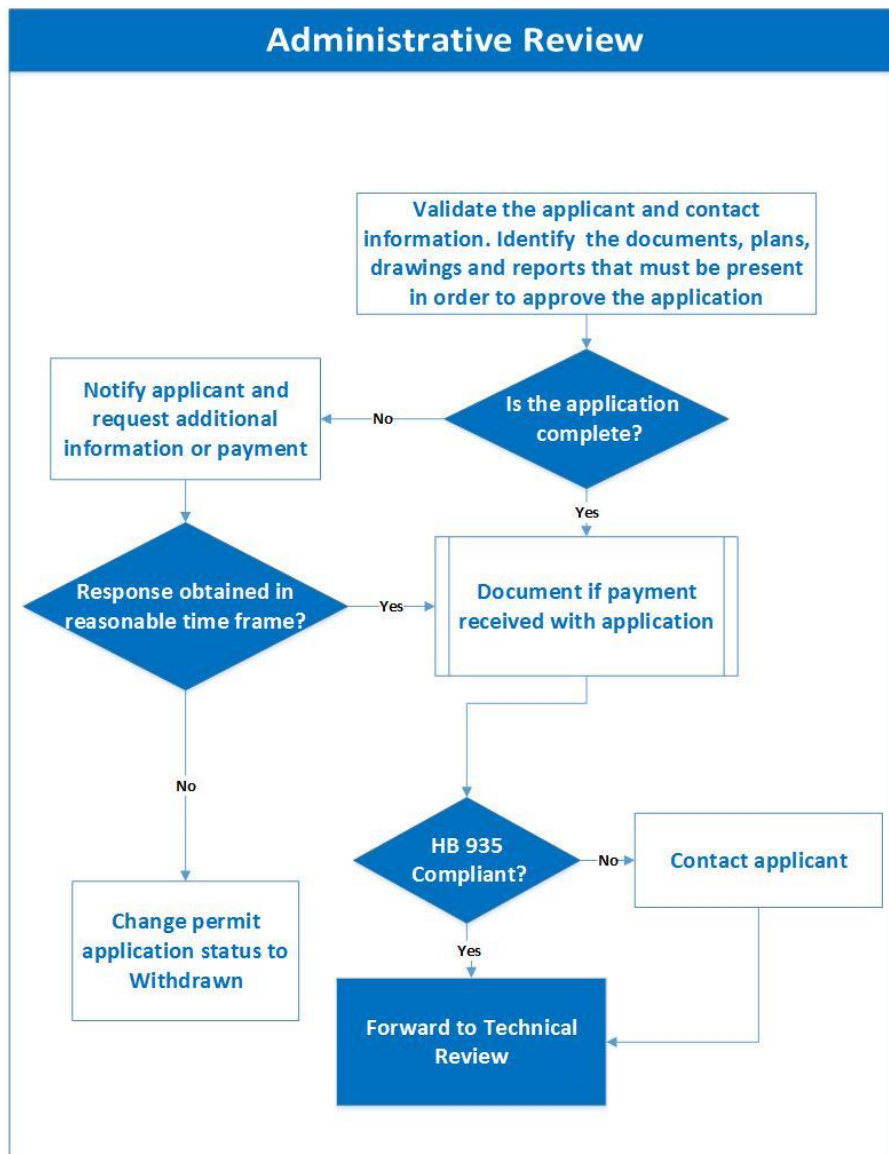 Administrative Review
Validate the applicant and contact
information. Identify the documents, plans,
drawings and reports that must be present
in order to approve the application
Is the application
complete?
No
Notify applicant and
request additional
information or payment
Yes
Response obtained in
reasonable time frame?
Yes
Document if payment
received with application
No
HB 935
Compliant?
No
Contact applicant
Change permit
application status to
Withdrawn
Yes
Forward to Technical
Review